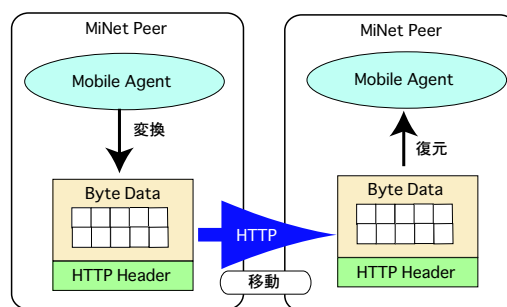 MiNet Peer
Mobile Agent
変換
Byte Data
HTTP Header
HTTP
移動
MiNet Peer
Mobile Agent
復元
Byte Data
HTTP Header